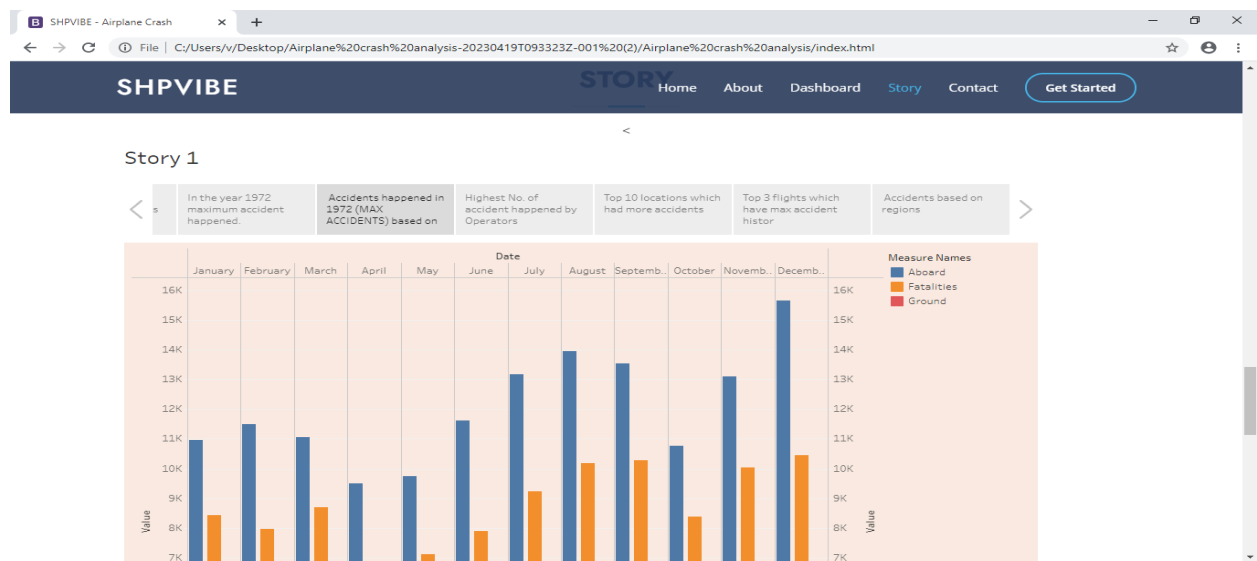 SHPVIBE - Airplane Crash
File | C:/Users/v/Desktop/Airplane%20crash%20analysis-20230419T093323Z-001%20(2)/Airplane%20crash%20analysis/index.html
SHPVIBE
STORY
Home About Dashboard Story Contact Get Started
<
Story 1
s
In the year 1972
maximum accident
happened.
Accidents happened in
1972 (MAX
ACCIDENTS) based on
Highest No. of
accident happened by
Operators
Top 10 locations which
had more accidents
Top 3 flights which
have max accident
histor
Accidents based on
regions
Date
January February March April May June July August Septemb.. October Novemb.. Decemb..
Measure Names
Aboard
Fatalities
Ground
16K 16K
15K 15K
14K 14K
13K 13K
12K 12K
11K 11K
10K 10K
9K 9K
8K 8K
7K 7K
Value Value